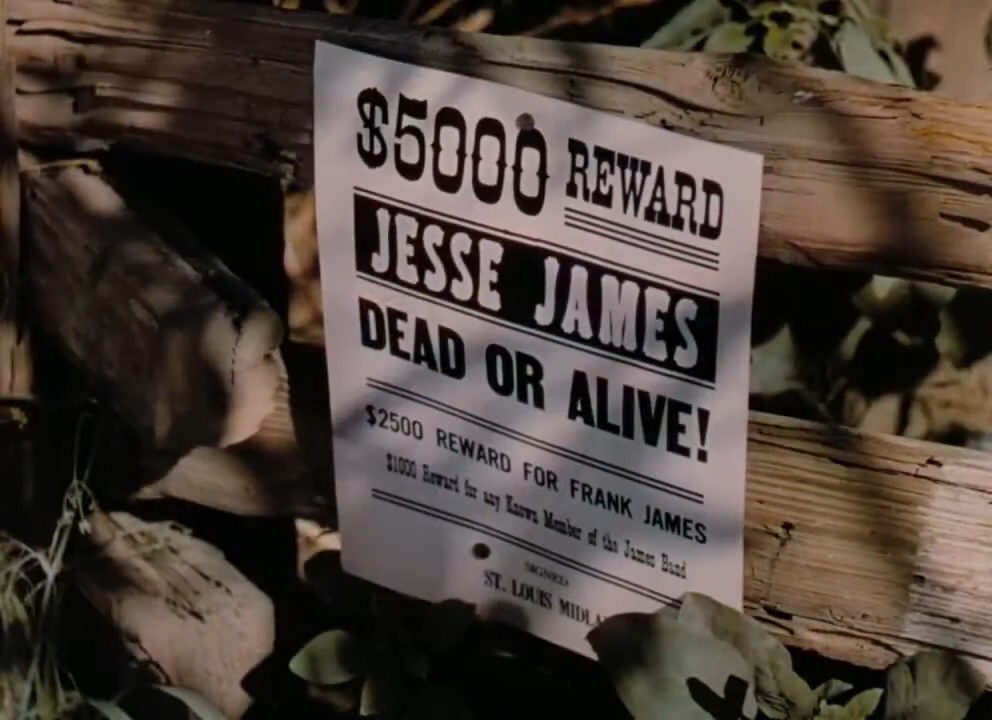 $5000 REWARD
JESSE JAMES
DEAD OR ALIVE!
$2500 REWARD FOR FRANK JAMES
$1000 Reward for any Known Member of the James Band
SIGNED
ST. LOUIS